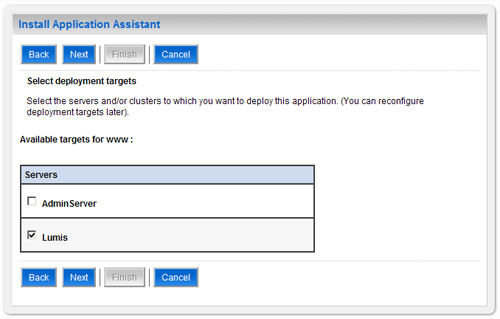 Install Application Assistant
Back Next Finish Cancel
Select deployment targets
Select the servers and/or clusters to which you want to deploy this application. (You can reconfigure
deployment targets later).
Available targets for www :
Servers
AdminServer
Lumis
Back Next Finish Cancel